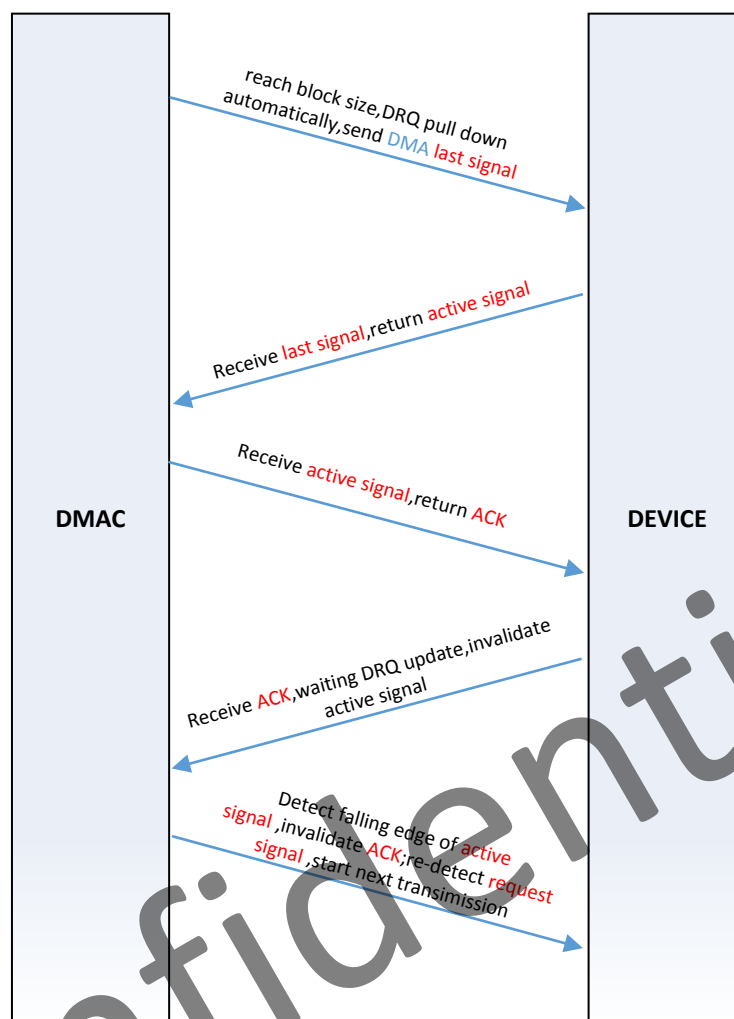 reach block size,DRQ pull down
automatically,send DMA last signal
Receive last signal,return active signal
Receive active signal,return ACK
DMAC
DEVICE
Receive ACK,waiting DRQ update,invalidate
active signal
Detect falling edge of active
signal ,invalidate ACK;re-detect request
signal ,start next transimission
nfidenti